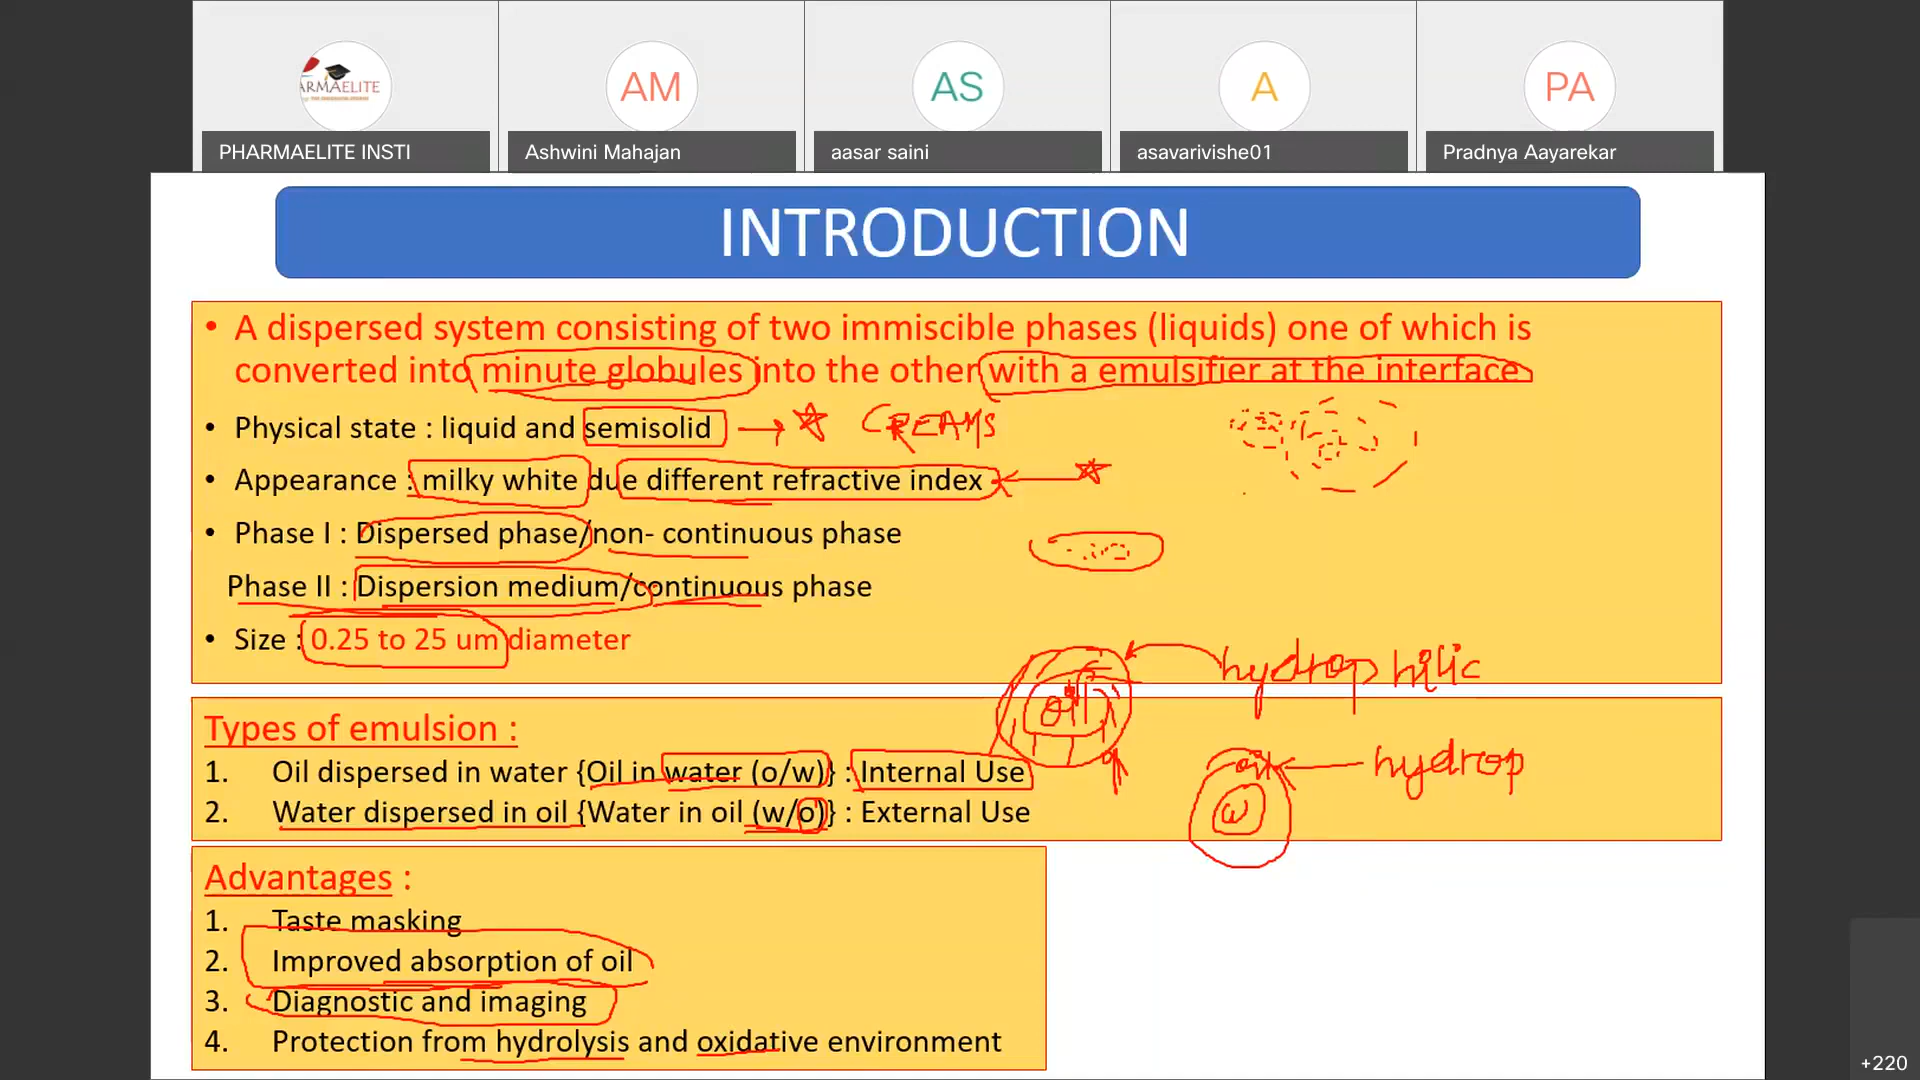 ARMAELITE
AM
AS
A
PA
PHARMAELITE INSTI
Ashwini Mahajan
aasar saini
asavarivishe01
Pradnya Aayarekar
INTRODUCTION
• A dispersed system consisting of two immiscible phases (liquids) one of which is
converted into minute globules into the other with a emulsifier at the interface
• Physical state : liquid and semisolid → CREAMS
• Appearance : milky white due different refractive index
• Phase I : Dispersed phase/non- continuous phase
Phase II : Dispersion medium/continuous phase
• Size : 0.25 to 25 um diameter
hydrophilic
oil
Types of emulsion :
1. Oil dispersed in water {Oil in water (o/w)} : Internal Use
oil hydrop
2. Water dispersed in oil {Water in oil (w/o)} : External Use
w
Advantages :
1. Taste masking
2. Improved absorption of oil
3. Diagnostic and imaging
4. Protection from hydrolysis and oxidative environment
+220